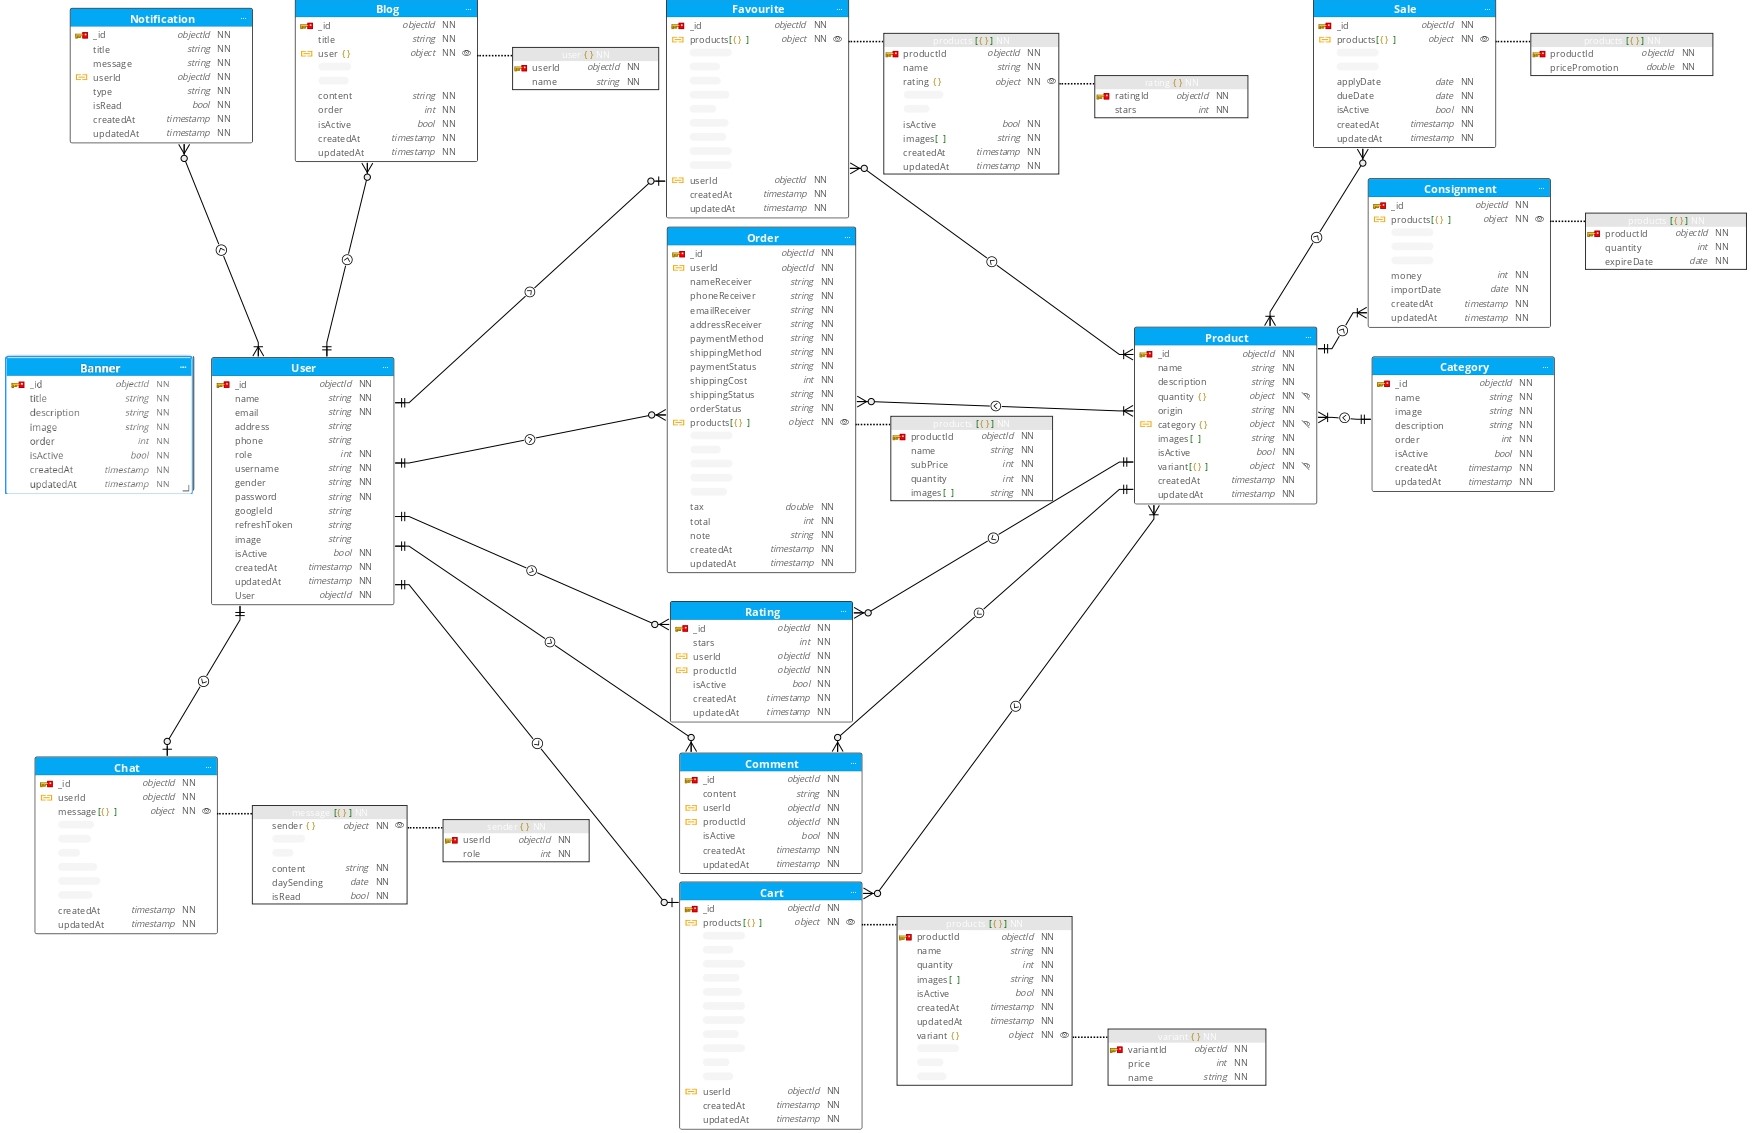 Notification ...
_id objectId NN
title string NN
message string NN
userId objectId NN
type string NN
isRead bool NN
createdAt timestamp NN
updatedAt timestamp NN
Blog ...
_id objectId NN
title string NN
user {} object NN
content string NN
order int NN
isActive bool NN
createdAt timestamp NN
updatedAt timestamp NN
user {} NN
userId objectId NN
name string NN
Favourite ...
_id objectId NN
products[{} ] object NN
userId objectId NN
createdAt timestamp NN
updatedAt timestamp NN
products [{}] NN
productId objectId NN
name string NN
rating {} object NN
isActive bool NN
images[ ] string NN
createdAt timestamp NN
updatedAt timestamp NN
rating {} NN
ratingId objectId NN
stars int NN
Sale ...
_id objectId NN
products[{} ] object NN
applyDate date NN
dueDate date NN
isActive bool NN
createdAt timestamp NN
updatedAt timestamp NN
products [{}] NN
productId objectId NN
pricePromotion double NN
Consignment ...
_id objectId NN
products[{} ] object NN
money int NN
importDate date NN
createdAt timestamp NN
updatedAt timestamp NN
products [{}] NN
productId objectId NN
quantity int NN
expireDate date NN
Order ...
_id objectId NN
userId objectId NN
nameReceiver string NN
phoneReceiver string NN
emailReceiver string NN
addressReceiver string NN
paymentMethod string NN
shippingMethod string NN
paymentStatus string NN
shippingCost int NN
shippingStatus string NN
orderStatus string NN
products[{} ] object NN
tax double NN
total int NN
note string NN
createdAt timestamp NN
updatedAt timestamp NN
products [{}] NN
productId objectId NN
name string NN
subPrice int NN
quantity int NN
images[ ] string NN
Product ...
_id objectId NN
name string NN
description string NN
quantity {} object NN
origin string NN
category {} object NN
images[ ] string NN
isActive bool NN
variant[{} ] object NN
createdAt timestamp NN
updatedAt timestamp NN
Category ...
_id objectId NN
name string NN
image string NN
description string NN
order int NN
isActive bool NN
createdAt timestamp NN
updatedAt timestamp NN
Banner ...
_id objectId NN
title string NN
description string NN
image string NN
order int NN
isActive bool NN
createdAt timestamp NN
updatedAt timestamp NN
User ...
_id objectId NN
name string NN
email string NN
address string
phone string
role int NN
username string NN
gender string NN
password string NN
googleId string
refreshToken string
image string
isActive bool NN
createdAt timestamp NN
updatedAt timestamp NN
User objectId NN
Rating ...
_id objectId NN
stars int NN
userId objectId NN
productId objectId NN
isActive bool NN
createdAt timestamp NN
updatedAt timestamp NN
Comment ...
_id objectId NN
content string NN
userId objectId NN
productId objectId NN
isActive bool NN
createdAt timestamp NN
updatedAt timestamp NN
Chat ...
_id objectId NN
userId objectId NN
message[{} ] object NN
createdAt timestamp NN
updatedAt timestamp NN
message [{}] NN
sender {} object NN
content string NN
daySending date NN
isRead bool NN
sender {} NN
userId objectId NN
role int NN
Cart ...
_id objectId NN
products[{} ] object NN
userId objectId NN
createdAt timestamp NN
updatedAt timestamp NN
products [{}] NN
productId objectId NN
name string NN
quantity int NN
images[ ] string NN
isActive bool NN
createdAt timestamp NN
updatedAt timestamp NN
variant {} object NN
variant {} NN
variantId objectId NN
price int NN
name string NN